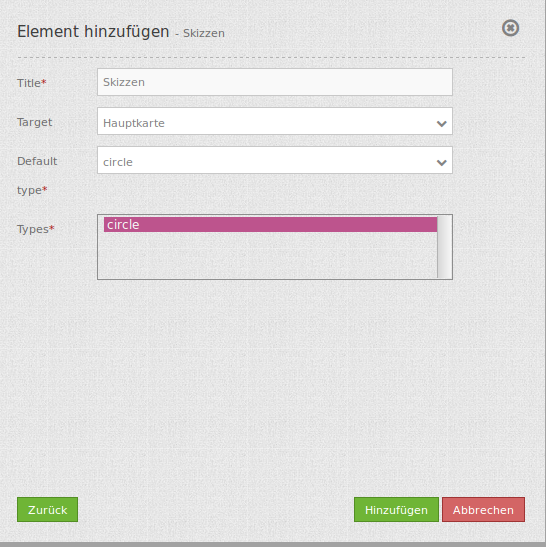 Element hinzufügen - Skizzen
Title* Skizzen
Target Hauptkarte
Default circle
type*
Types* circle
Zurück Hinzufügen Abbrechen